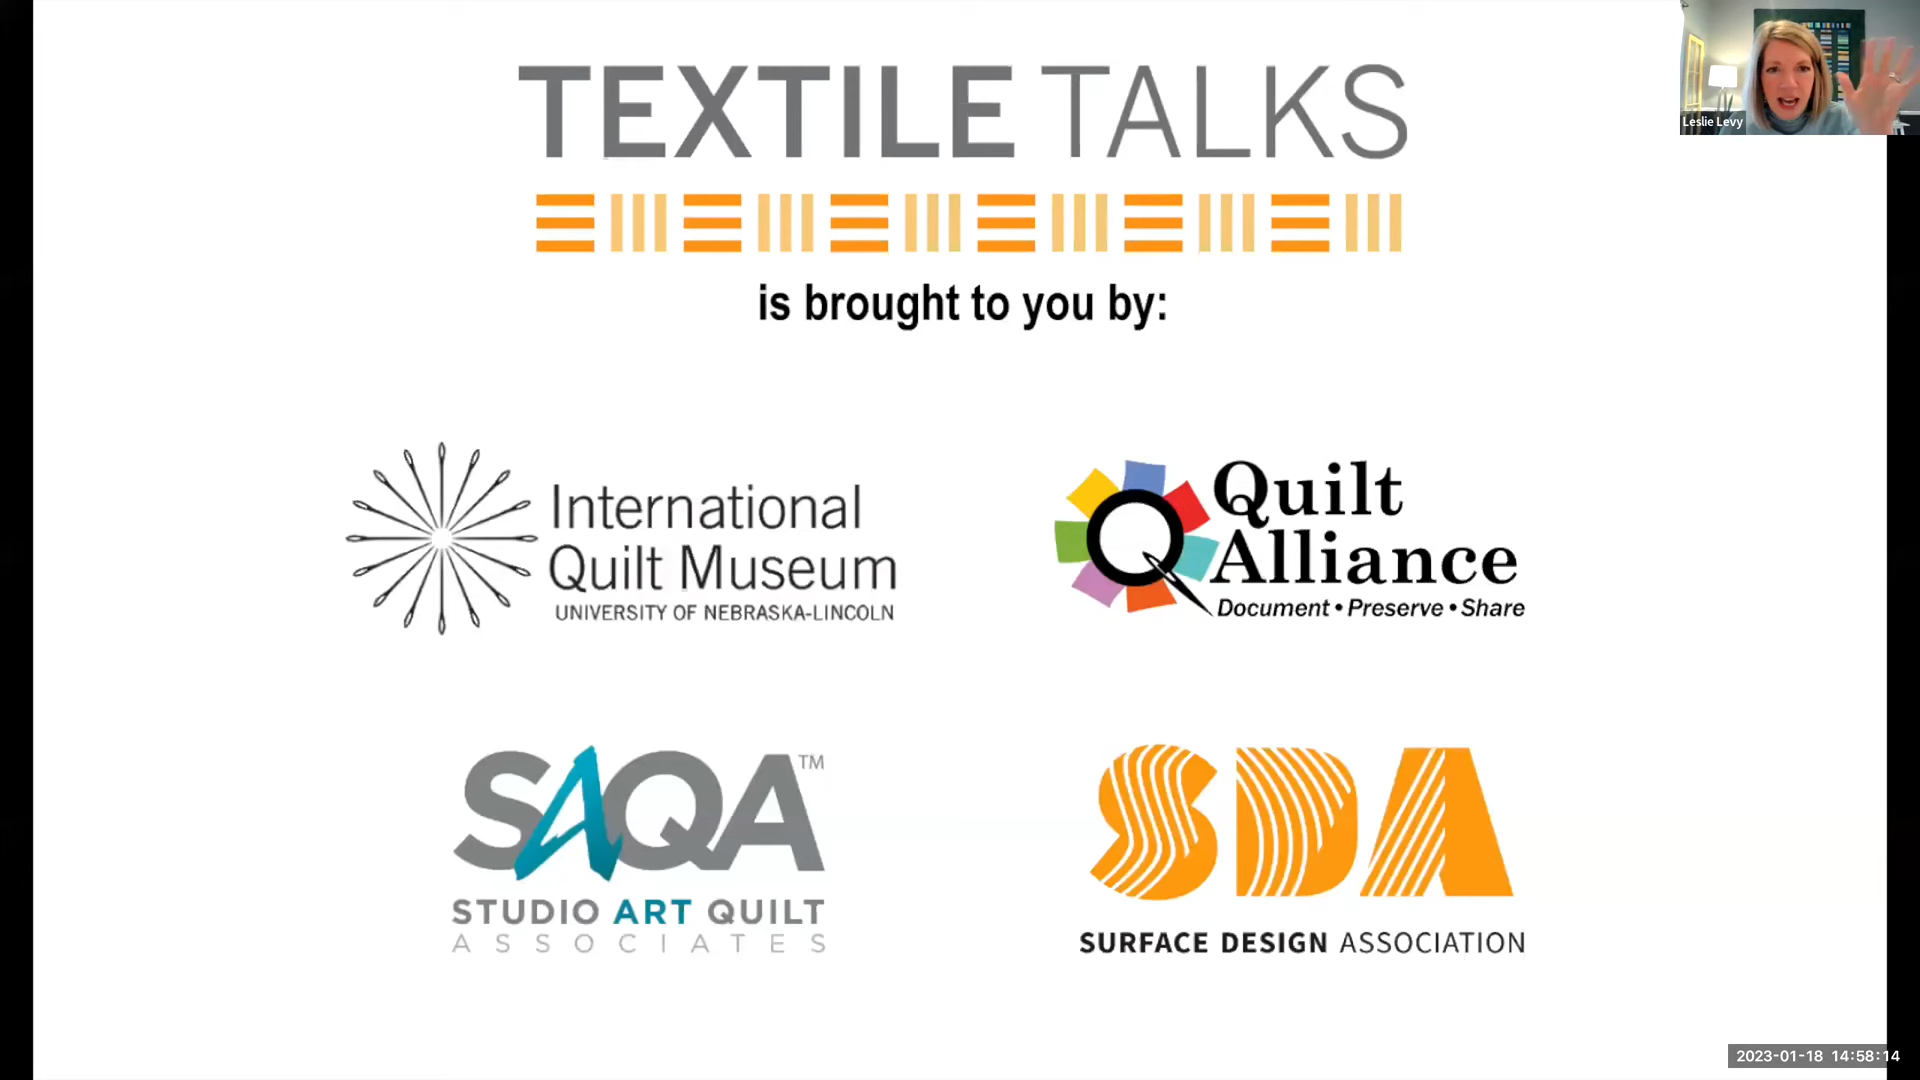 TEXTILE TALKS
Leslie Levy
is brought to you by:
International
Quilt Museum
UNIVERSITY OF NEBRASKA-LINCOLN
Quilt
Alliance
Document • Preserve • Share
SAQA™
STUDIO ART QUILT
ASSOCIATES
SDA
SURFACE DESIGN ASSOCIATION
2023-01-18 14:58:14